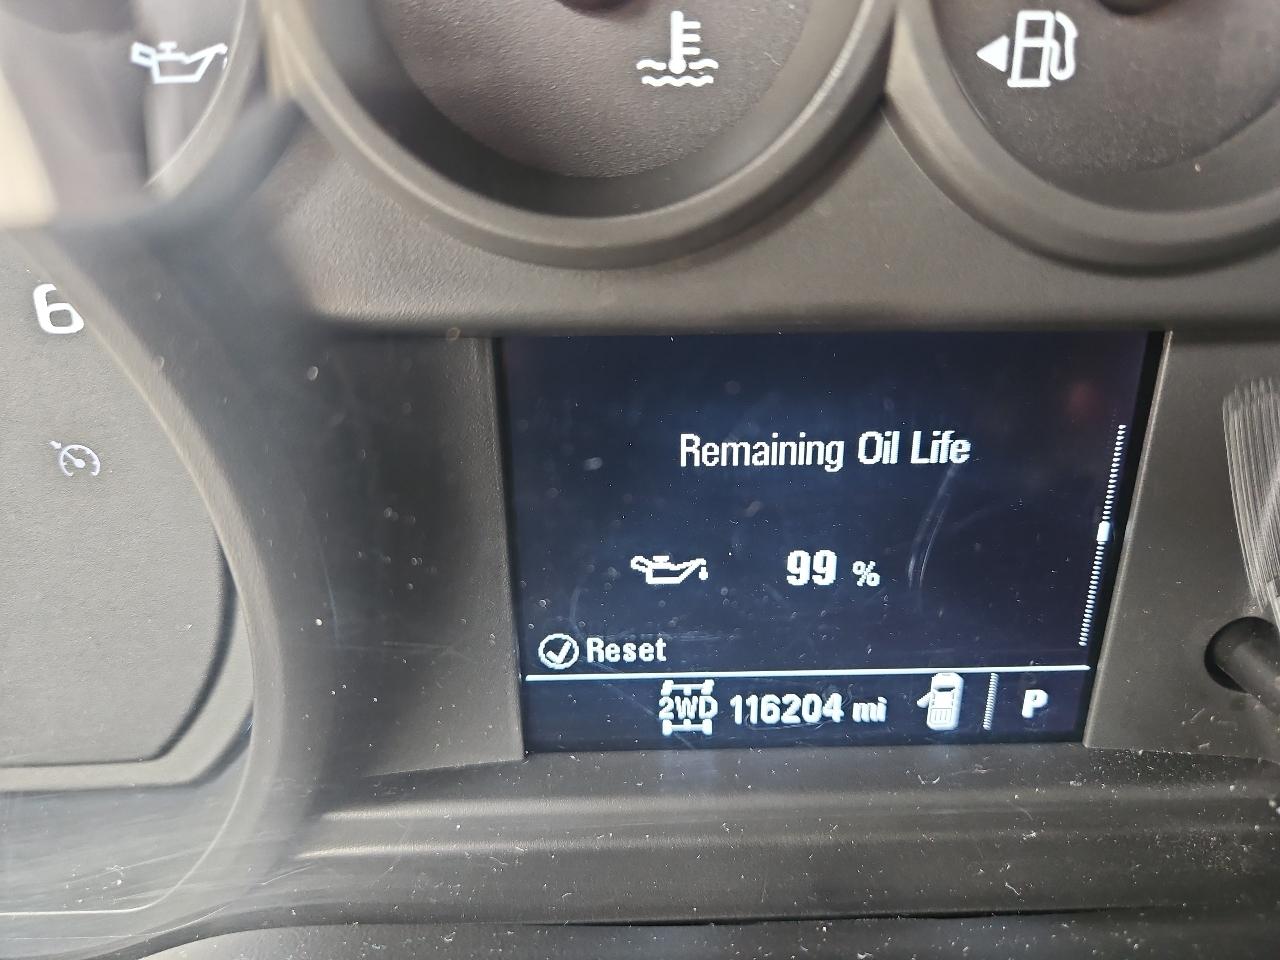 6
Remaining Oil Life
99 %
Reset
2WD 116204 mi P